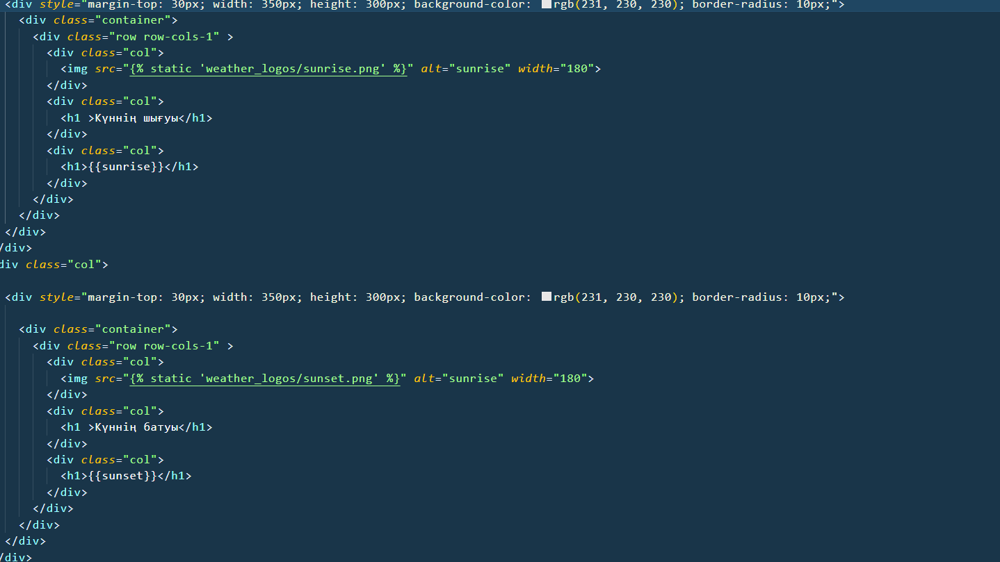 <div style="margin-top: 30px; width: 350px; height: 300px; background-color: rgb(231, 230, 230); border-radius: 10px;">
<div class="container">
<div class="row row-cols-1" >
<div class="col">
<img src="{% static 'weather_logos/sunrise.png' %}" alt="sunrise" width="180">
</div>
<div class="col">
<h1 >Күннің шығуы</h1>
</div>
<div class="col">
<h1>{{sunrise}}</h1>
</div>
</div>
</div>
</div>
/div>
div class="col">
<div style="margin-top: 30px; width: 350px; height: 300px; background-color: rgb(231, 230, 230); border-radius: 10px;">
<div class="container">
<div class="row row-cols-1" >
<div class="col">
<img src="{% static 'weather_logos/sunset.png' %}" alt="sunrise" width="180">
</div>
<div class="col">
<h1 >Күннің батуы</h1>
</div>
<div class="col">
<h1>{{sunset}}</h1>
</div>
</div>
</div>
</div>
/div>